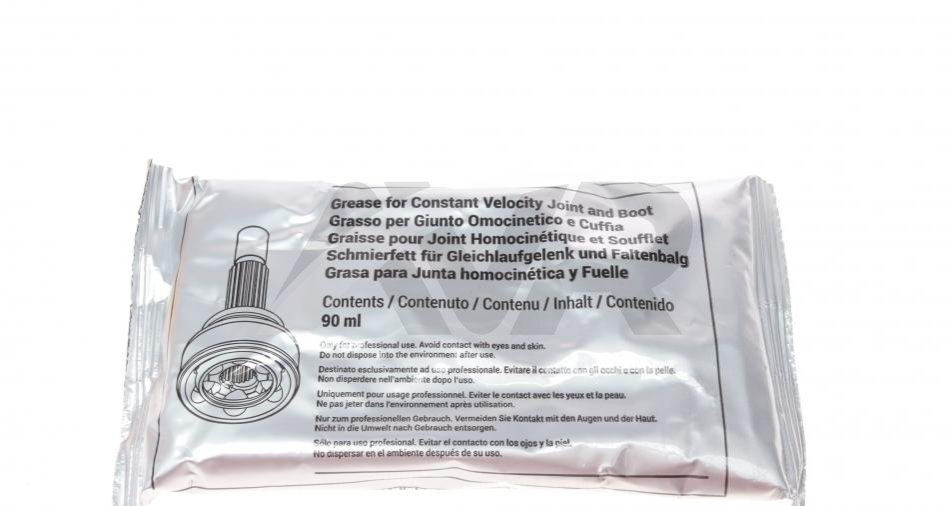 Grease for Constant Velocity Joint and Boot
Grasso per Giunto Omocinetico e Cuffia
Graisse pour Joint Homocinétique et Soufflet
Schmierfett für Gleichlaufgelenk und Faltenbalg
Grasa para Junta homocinética y Fuelle
Contents / Contenuto / Contenu / Inhalt / Contenido
90 ml
Only for professional use. Avoid contact with eyes and skin.
Do not dispose into the environment after use.
Destinato esclusivamente ad uso professionale. Evitare il contatto con gli occhi e con la pelle.
Non disperdere nell'ambiente dopo l'uso.
Uniquement pour usage professionnel. Eviter le contact avec les yeux et la peau.
Ne pas jeter dans l'environnement après utilisation.
Nur zum professionellen Gebrauch. Vermeiden Sie Kontakt mit den Augen und der Haut.
Nicht in die Umwelt nach Gebrauch entsorgen.
Sólo para uso profesional. Evitar el contacto con los ojos y la piel.
No dispersar en el ambiente después de su uso.